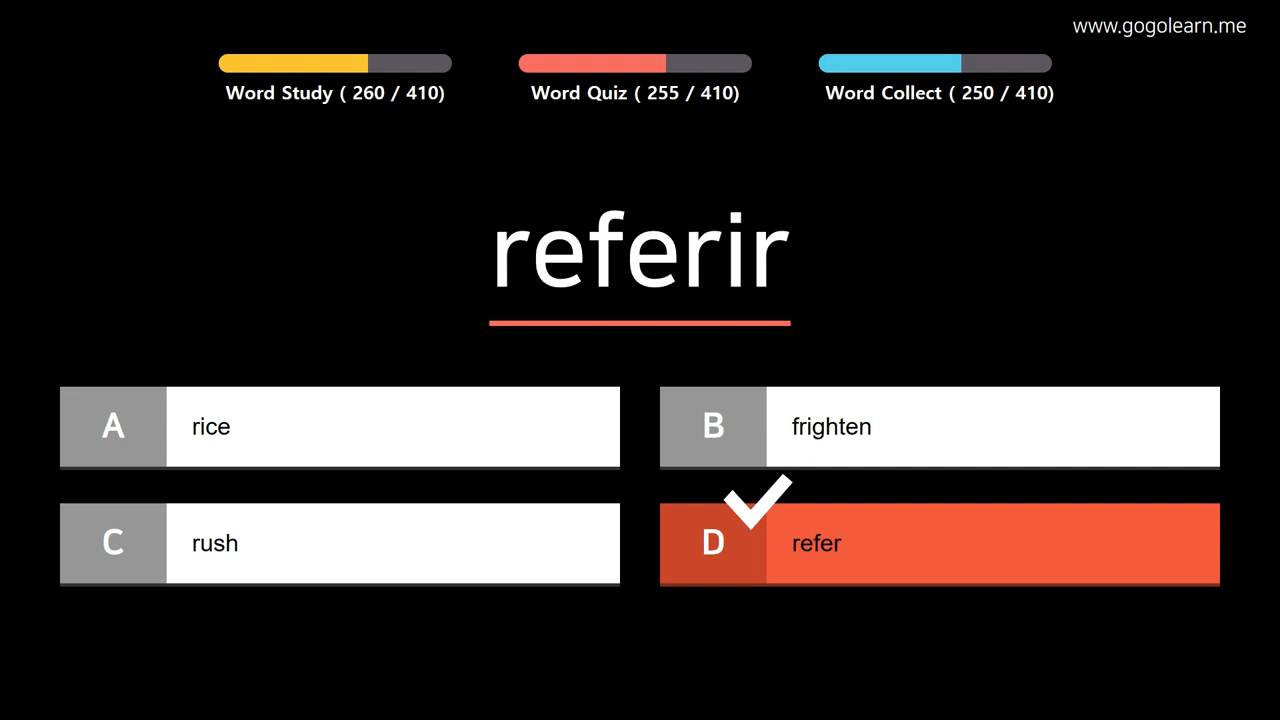 www.gogolearn.me
Word Study ( 260 / 410)
Word Quiz ( 255 / 410)
Word Collect ( 250 / 410)
referir
A rice
B frighten
C rush
D refer